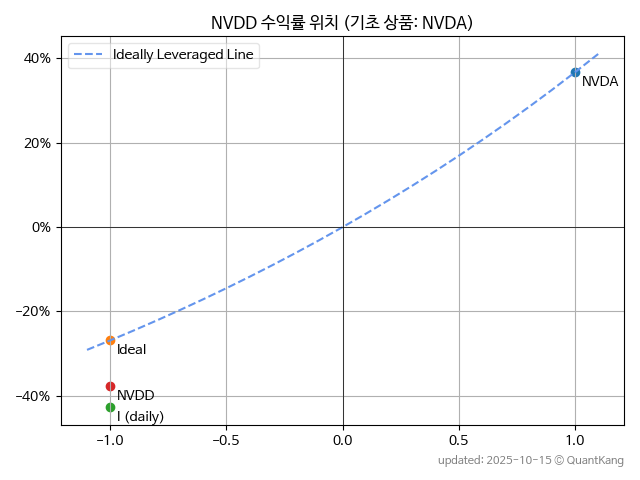 NVDD 수익률 위치 (기초 상품: NVDA)
Ideally Leveraged Line
40%
20%
0%
−20%
−40%
NVDA
Ideal
NVDD
I (daily)
−1.0
−0.5
0.0
0.5
1.0
updated: 2025-10-15 © QuantKang